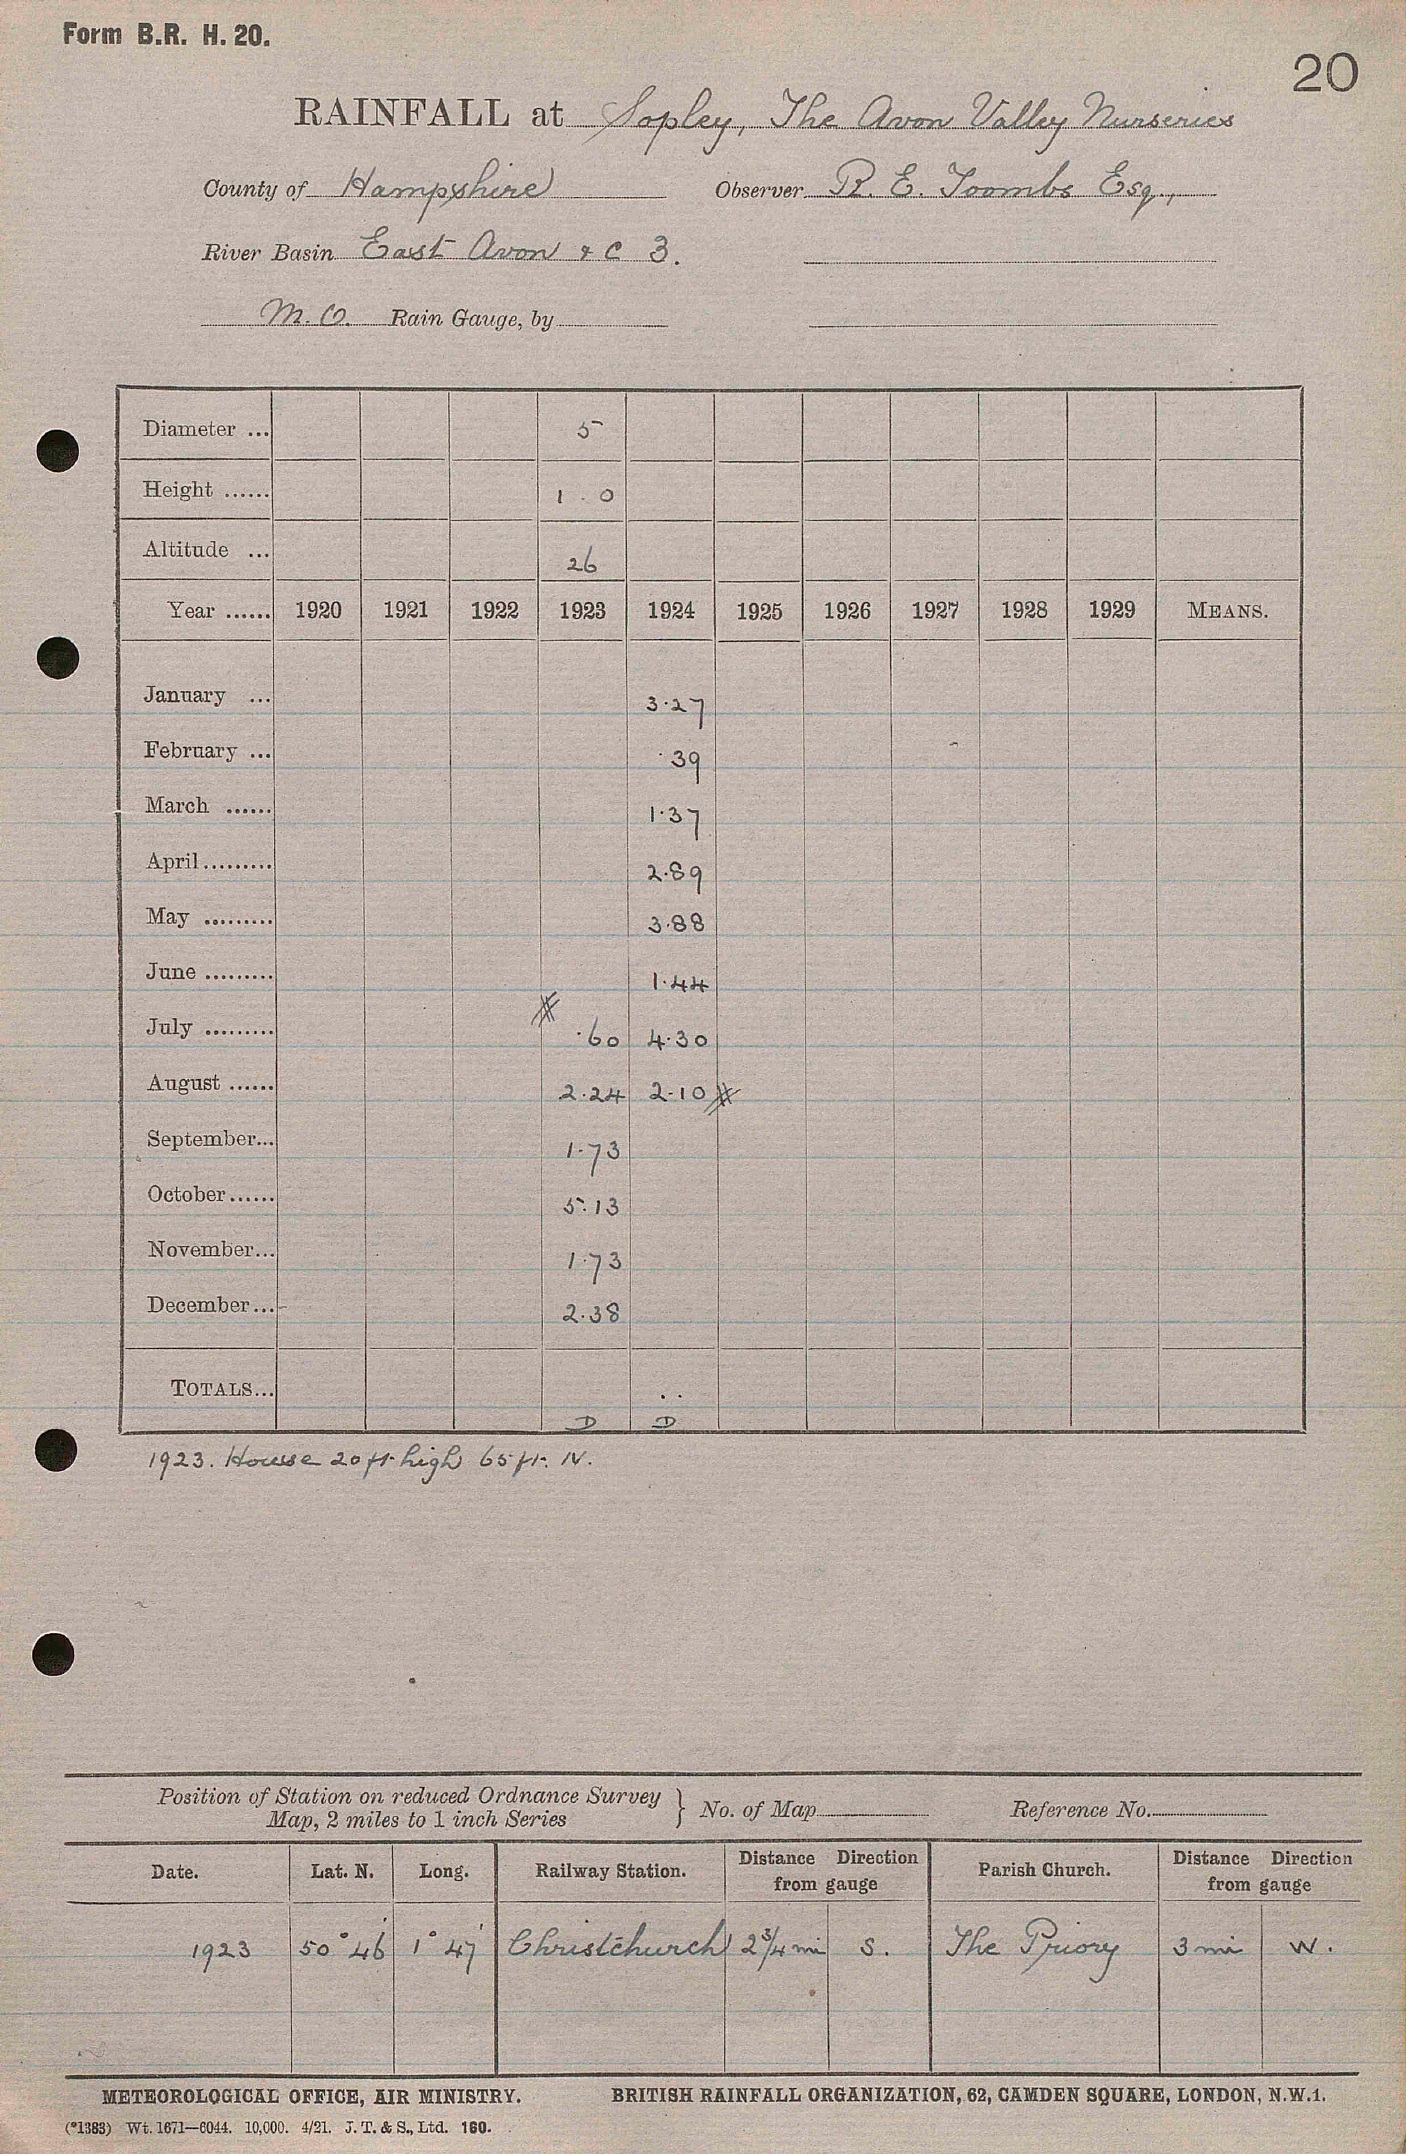 Form B.R. H. 20.
20
RAINFALL at Sopley, The Avon Valley Nurseries
County of Hampshire Observer R. E. Toombs Esq.,
River Basin East Avon & C 3.
M.O. Rain Gauge, by
Diameter ... 5
Height ...... 1 . 0
Altitude ... 26
Year ...... 1920 1921 1922 1923 1924 1925 1926 1927 1928 1929 MEANS.
January ... 3.27
February ... .39
March ...... 1.37
April ......... 2.89
May ......... 3.88
June ......... 1.44
July ......... # .60 4.30
August ...... 2.24 2.10 #
September... 1.73
October ...... 5.13
November... 1.73
December... 2.38
TOTALS... ..
D D
1923. House 20 ft high 65 ft. N.
Position of Station on reduced Ordnance Survey
Map, 2 miles to 1 inch Series } No. of Map Reference No.
Date. Lat. N. Long. Railway Station. Distance Direction from gauge Parish Church. Distance Direction from gauge
1923 50° 46' 1° 47' Christchurch 2 3/4 mi S. The Priory 3 mi W.
METEOROLOGICAL OFFICE, AIR MINISTRY. BRITISH RAINFALL ORGANIZATION, 62, CAMDEN SQUARE, LONDON, N.W.1.
(*1383) Wt. 1671—6044. 10,000. 4/21. J. T. & S., Ltd. 160.